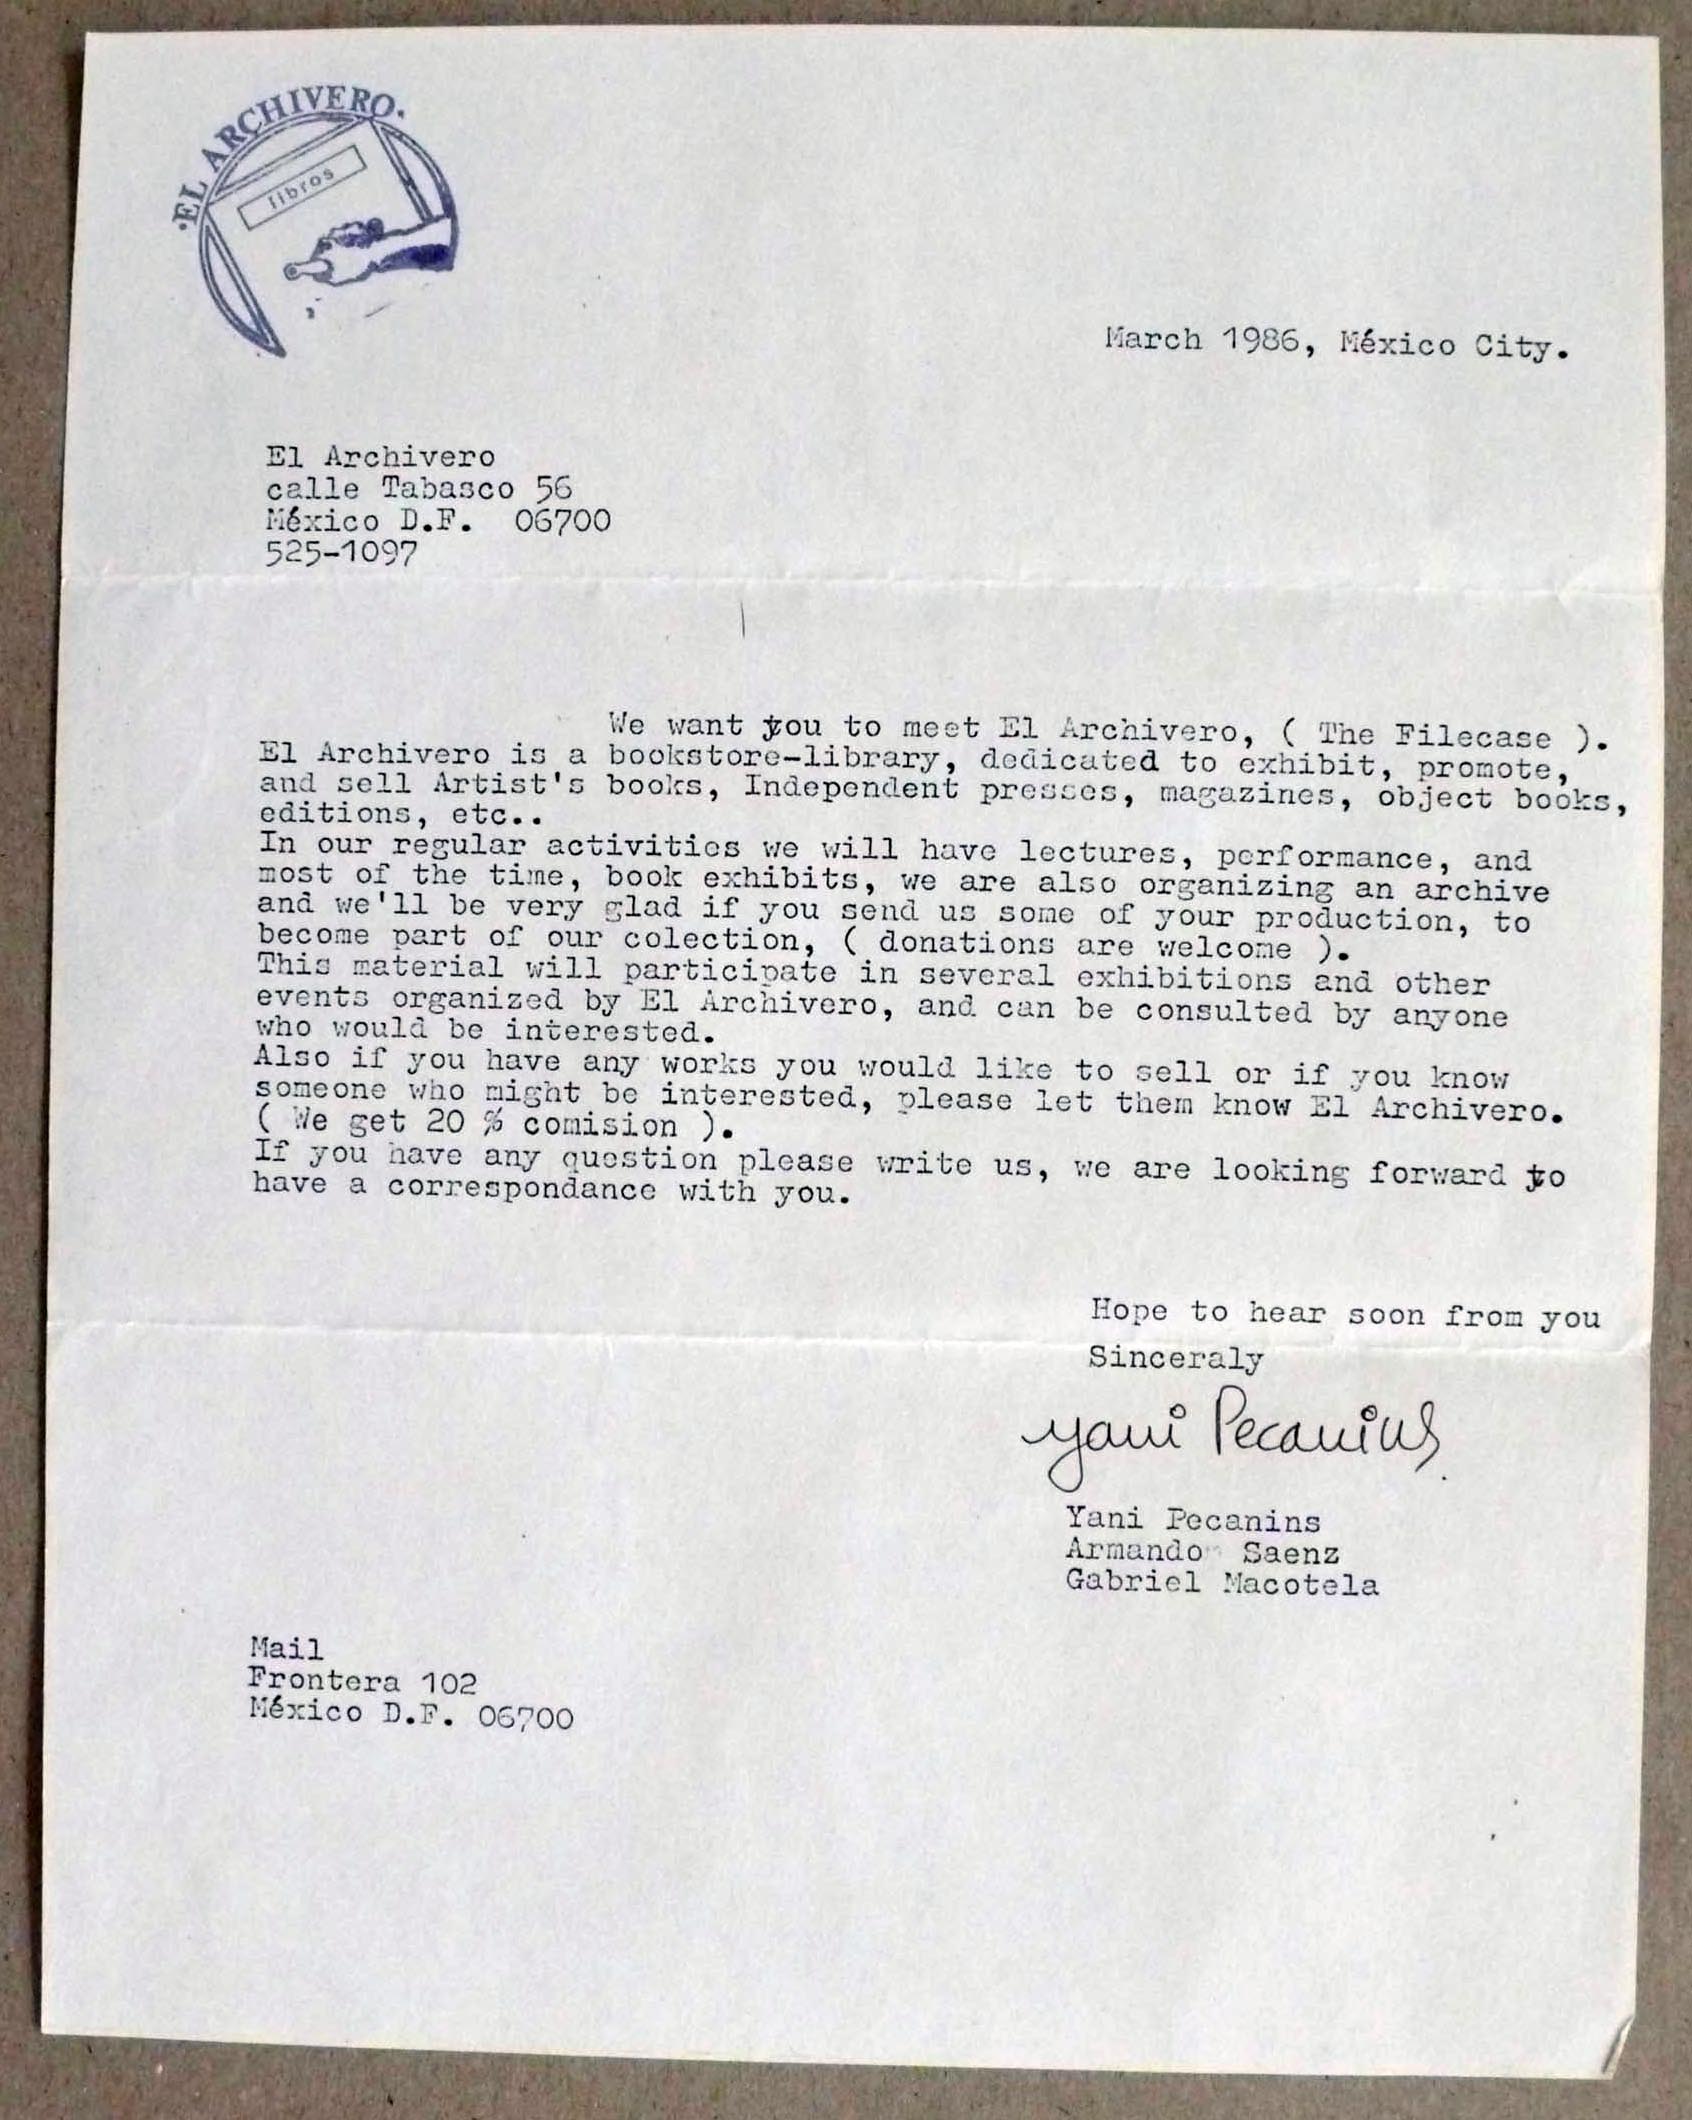 ·EL ARCHIVERO·
libros
March 1986, México City.
El Archivero
calle Tabasco 56
México D.F. 06700
525-1097
We want you to meet El Archivero, ( The Filecase ).
El Archivero is a bookstore-library, dedicated to exhibit, promote,
and sell Artist's books, Independent presses, magazines, object books,
editions, etc..
In our regular activities we will have lectures, performance, and
most of the time, book exhibits, we are also organizing an archive
and we'll be very glad if you send us some of your production, to
become part of our colection, ( donations are welcome ).
This material will participate in several exhibitions and other
events organized by El Archivero, and can be consulted by anyone
who would be interested.
Also if you have any works you would like to sell or if you know
someone who might be interested, please let them know El Archivero.
( We get 20 % comision ).
If you have any question please write us, we are looking forward to
have a correspondance with you.
Hope to hear soon from you
Sinceraly
Yani Pecanins
Yani Pecanins
Armando Saenz
Gabriel Macotela
Mail
Frontera 102
México D.F. 06700